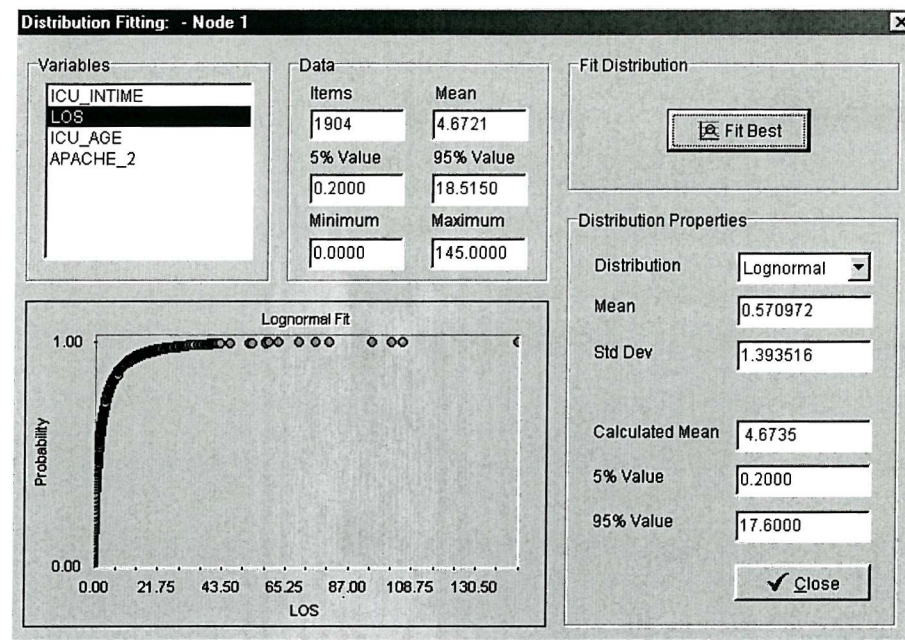 Distribution Fitting: - Node 1
Variables
ICU_INTIME
LOS
ICU_AGE
APACHE_2
Data
Items Mean
1904 4.6721
5% Value 95% Value
0.2000 18.5150
Minimum Maximum
0.0000 145.0000
Fit Distribution
Fit Best
Distribution Properties
Distribution Lognormal
Mean 0.570972
Std Dev 1.393516
Calculated Mean 4.6735
5% Value 0.2000
95% Value 17.6000
Close
Lognormal Fit
1.00
Probability
0.00
0.00 21.75 43.50 65.25 87.00 108.75 130.50
LOS